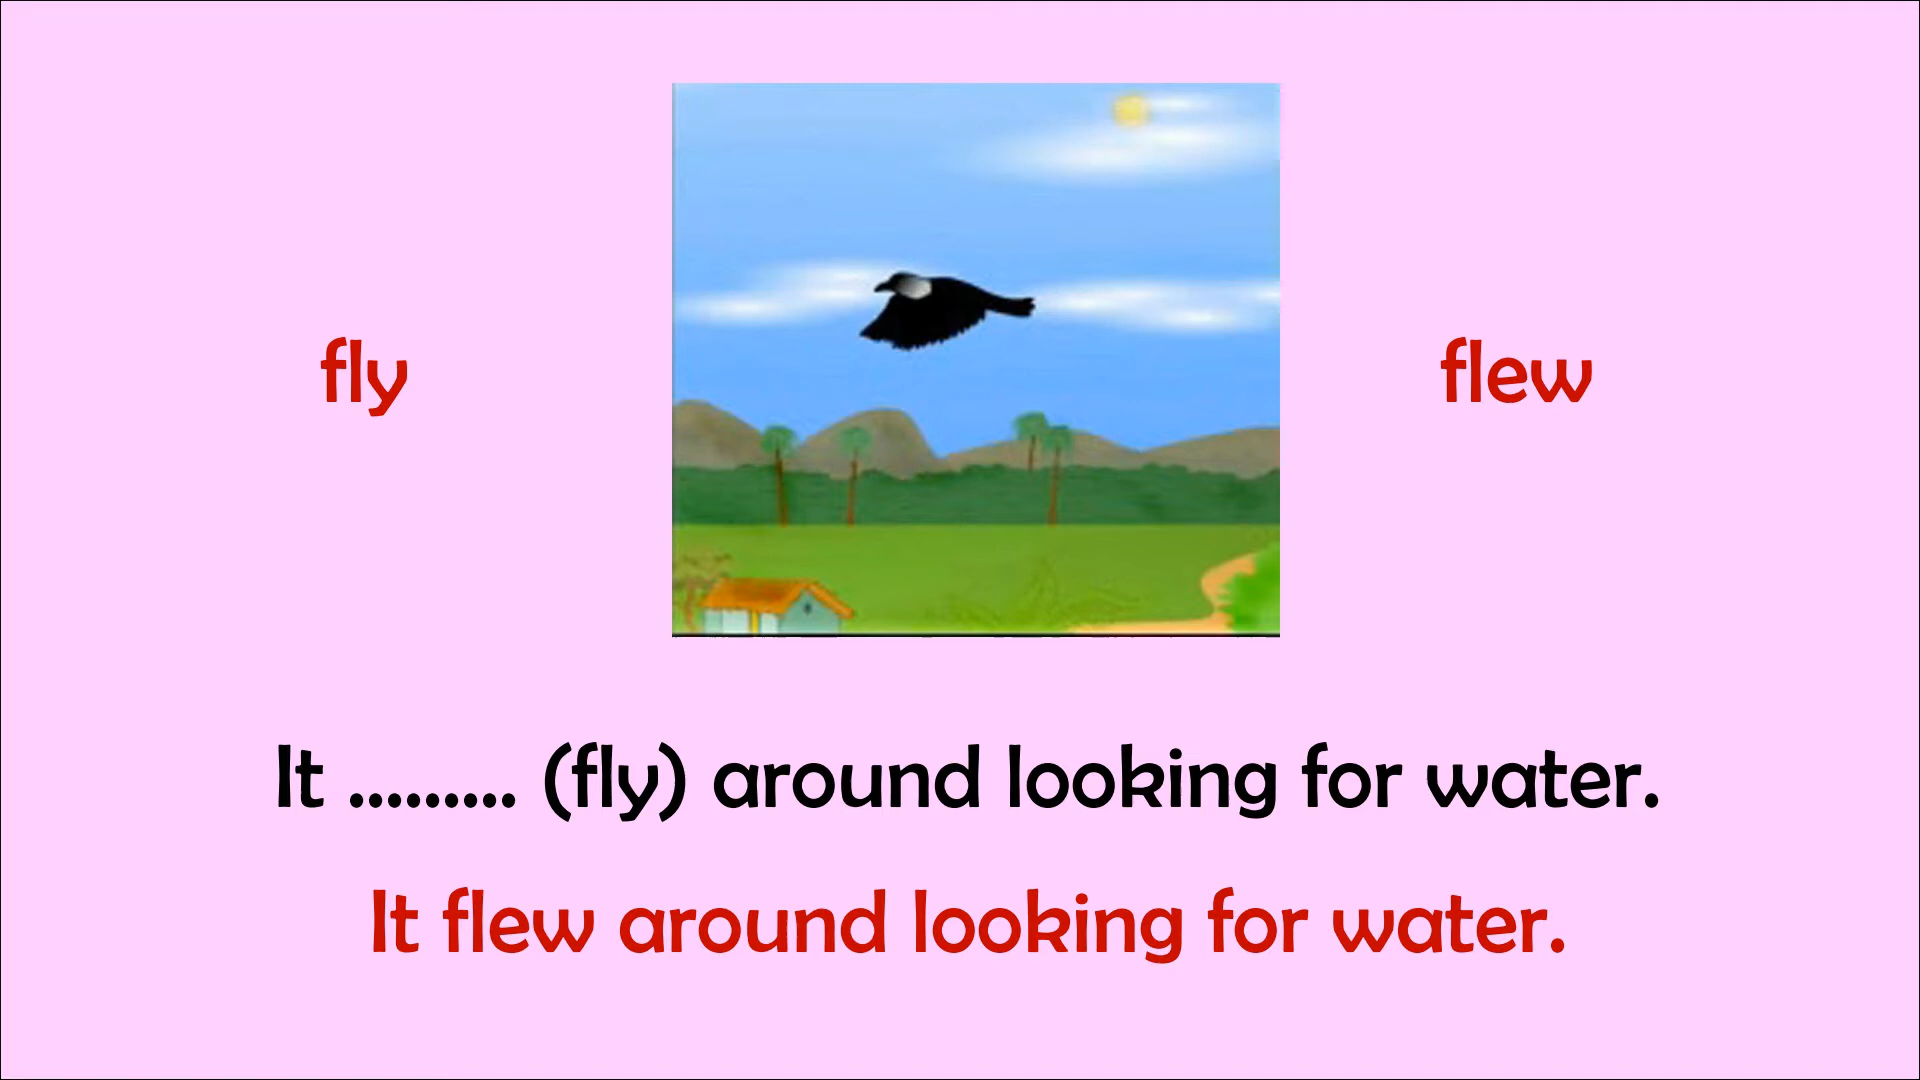 fly
flew
It ......... (fly) around looking for water.
It flew around looking for water.